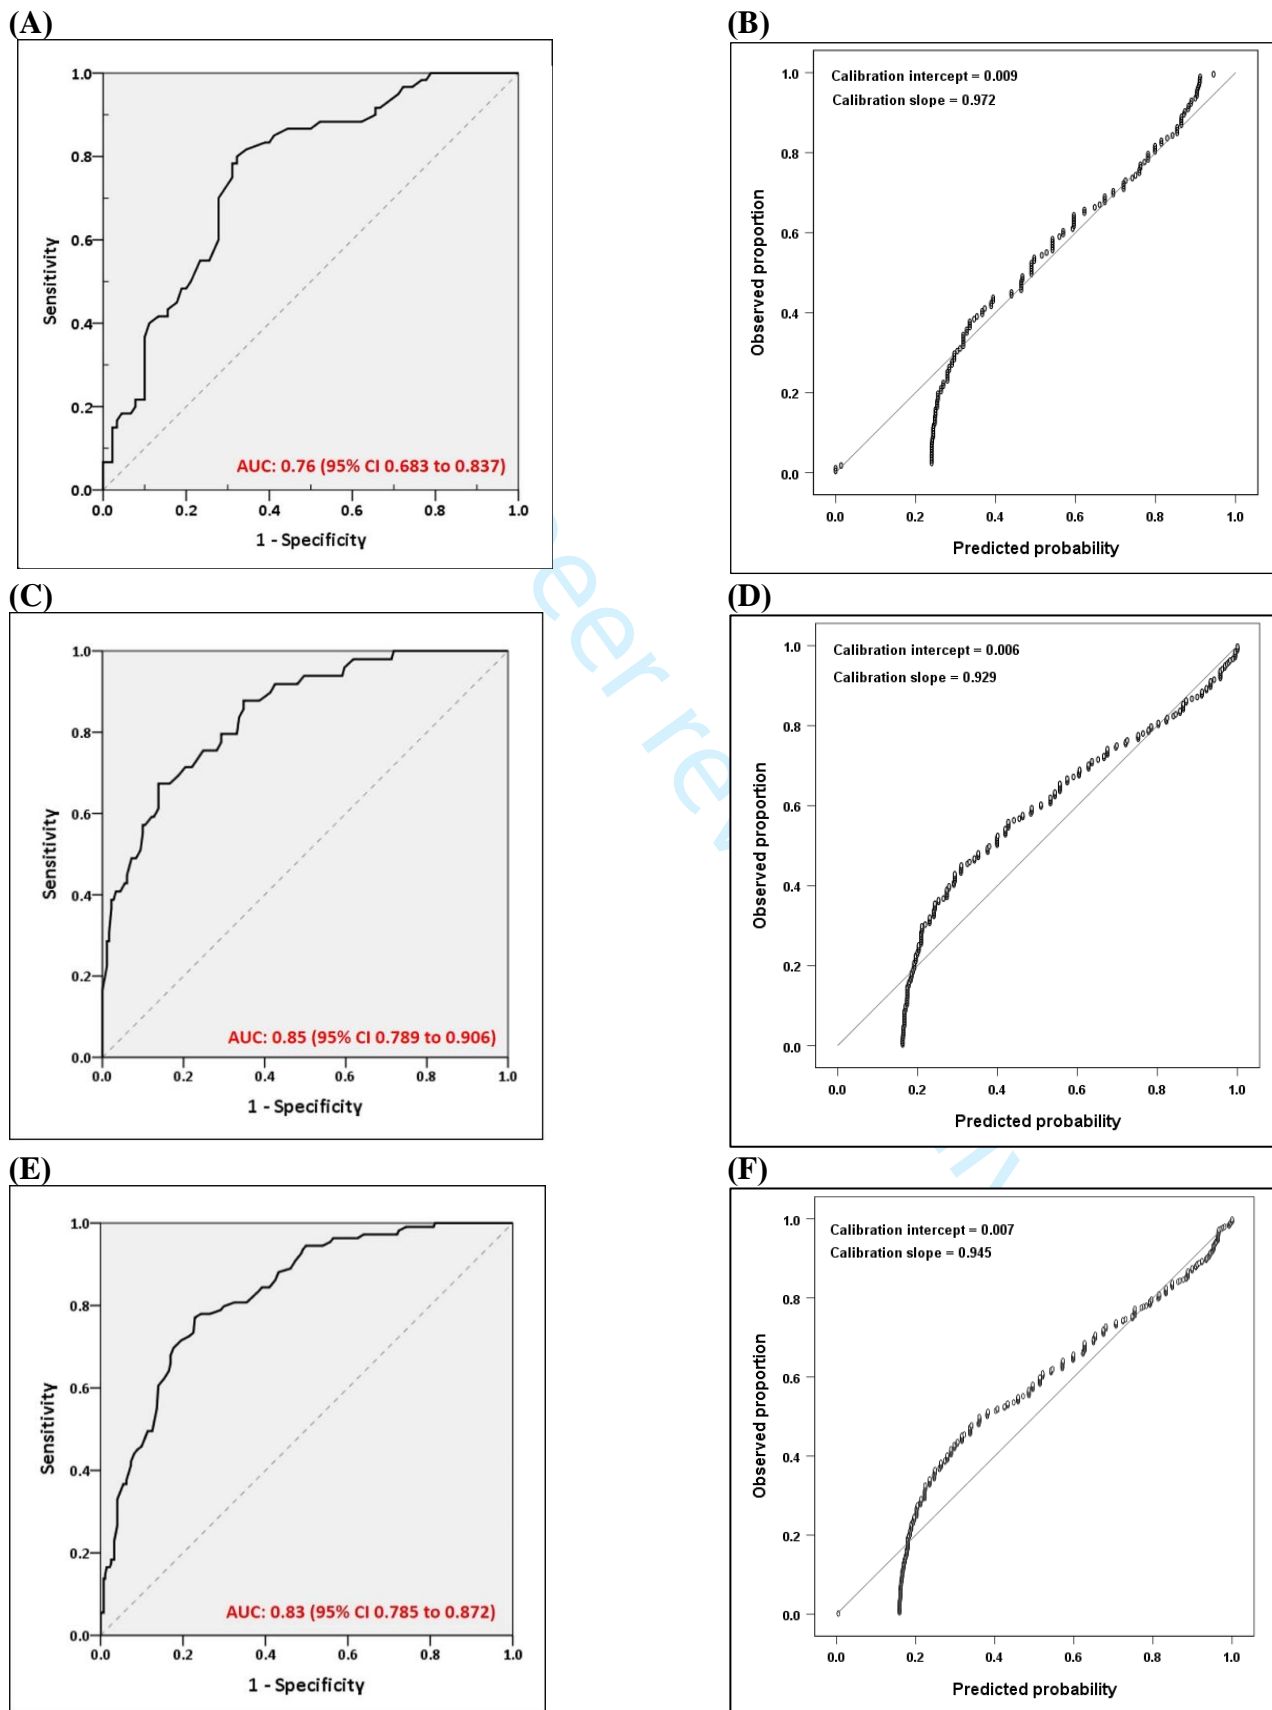 (A)
1.0
0.8
0.6
0.4
0.2
0.0
Sensitivity
AUC: 0.76 (95% CI 0.683 to 0.837)
0.0 0.2 0.4 0.6 0.8 1.0
1 - Specificity
(B)
Calibration intercept = 0.009
Calibration slope = 0.972
1.0
0.8
0.6
0.4
0.2
0.0
Observed proportion
0.0 0.2 0.4 0.6 0.8 1.0
Predicted probability
(C)
1.0
0.8
0.6
0.4
0.2
0.0
Sensitivity
AUC: 0.85 (95% CI 0.789 to 0.906)
0.0 0.2 0.4 0.6 0.8 1.0
1 - Specificity
(D)
Calibration intercept = 0.006
Calibration slope = 0.929
1.0
0.8
0.6
0.4
0.2
0.0
Observed proportion
0.0 0.2 0.4 0.6 0.8 1.0
Predicted probability
(E)
1.0
0.8
0.6
0.4
0.2
0.0
Sensitivity
AUC: 0.83 (95% CI 0.785 to 0.872)
0.0 0.2 0.4 0.6 0.8 1.0
1 - Specificity
(F)
Calibration intercept = 0.007
Calibration slope = 0.945
1.0
0.8
0.6
0.4
0.2
0.0
Observed proportion
0.0 0.2 0.4 0.6 0.8 1.0
Predicted probability